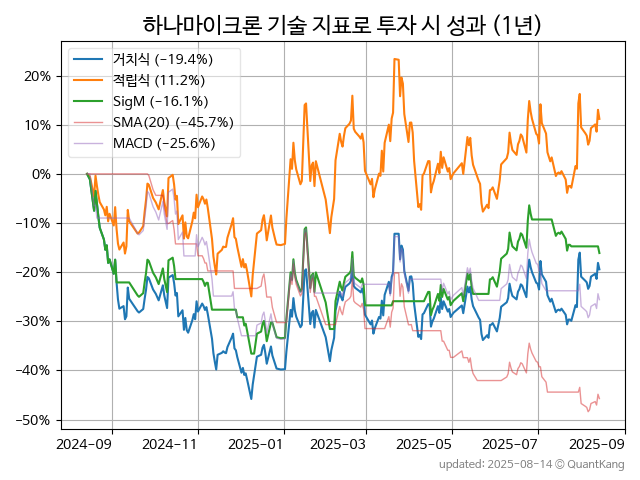 하나마이크론 기술 지표로 투자 시 성과 (1년)
거치식 (−19.4%)
적립식 (11.2%)
SigM (−16.1%)
SMA(20) (−45.7%)
MACD (−25.6%)
20%
10%
0%
−10%
−20%
−30%
−40%
−50%
2024−09 2024−11 2025−01 2025−03 2025−05 2025−07 2025−09
updated: 2025−08−14 ⓒ QuantKang